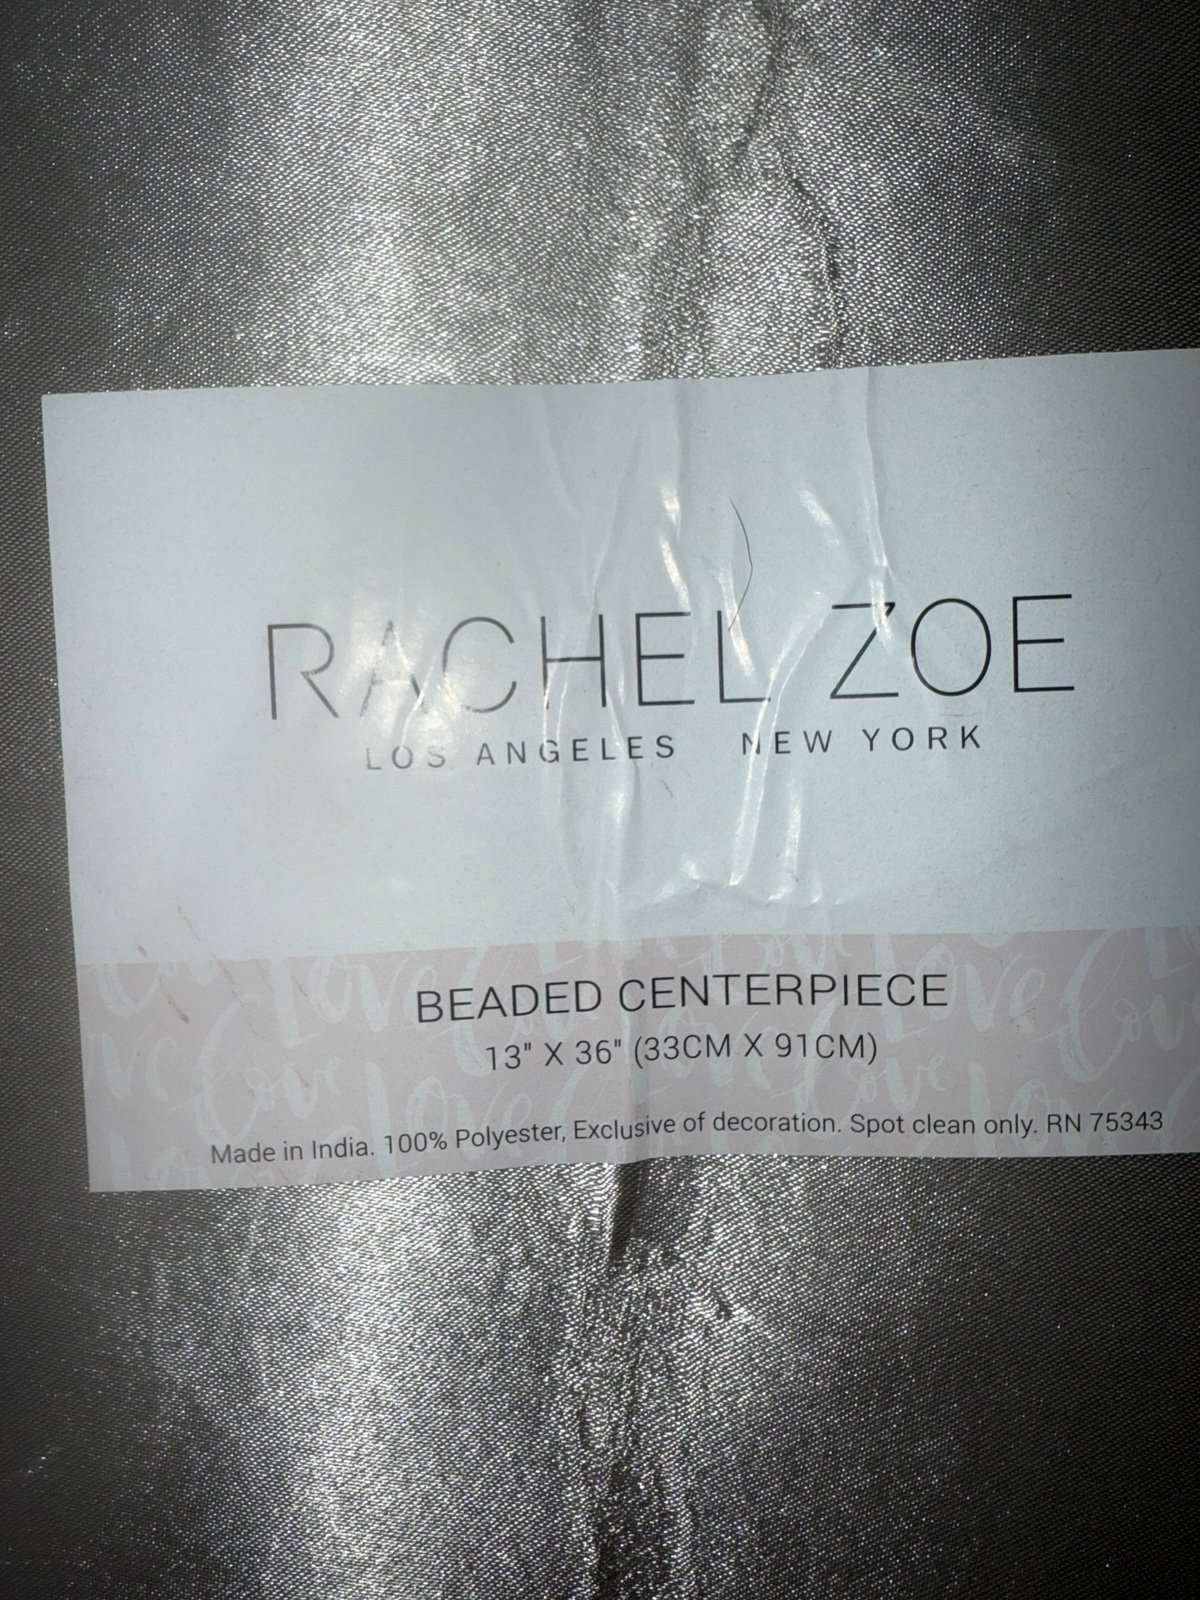 RACHEL ZOE
LOS ANGELES NEW YORK
BEADED CENTERPIECE
13" X 36" (33CM X 91CM)
Made in India. 100% Polyester, Exclusive of decoration. Spot clean only. RN 75343